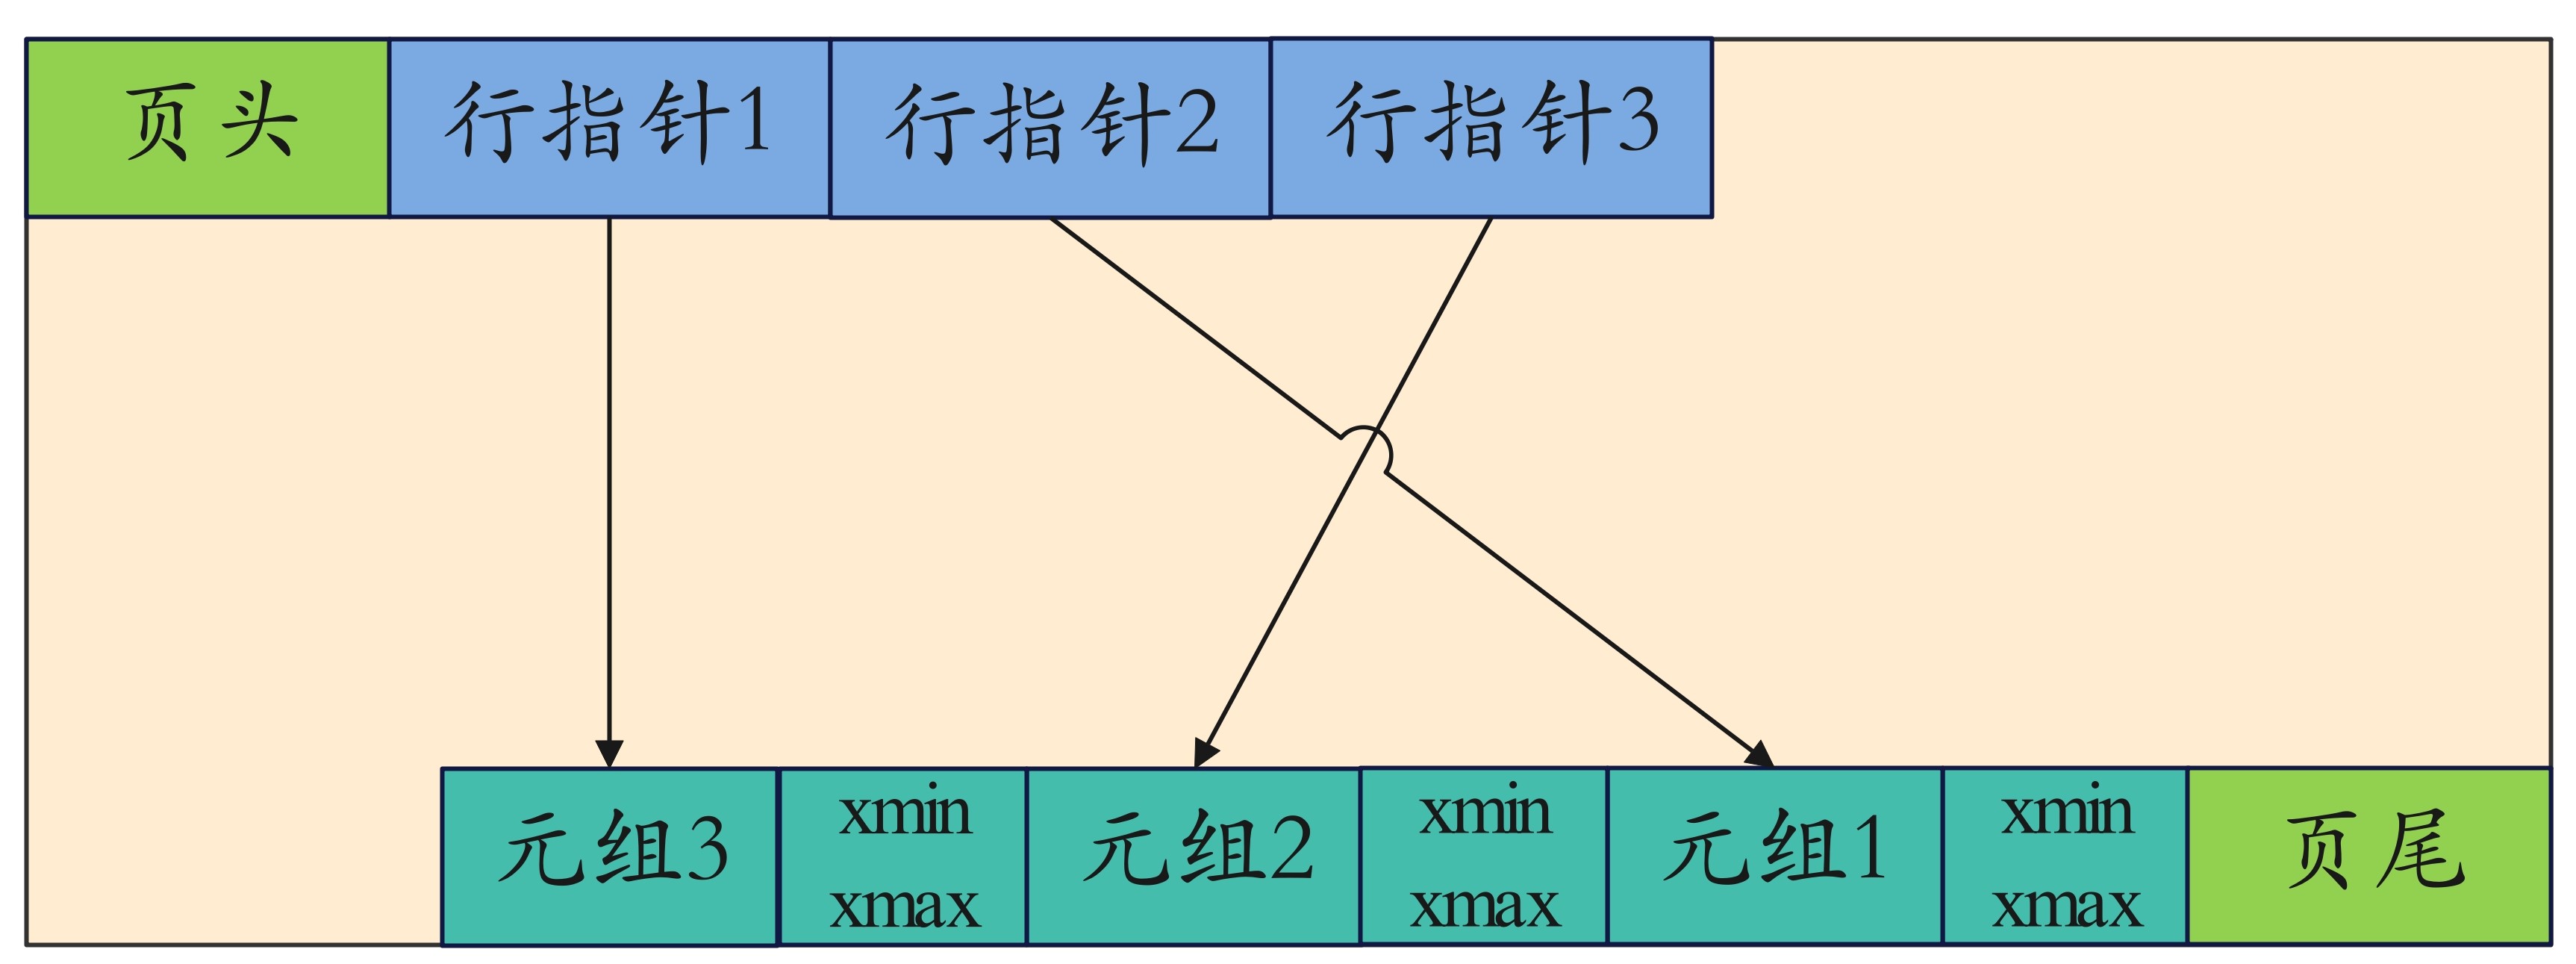 页头
行指针1
行指针2
行指针3
元组3
xmin
xmax
元组2
xmin
xmax
元组1
xmin
xmax
页尾